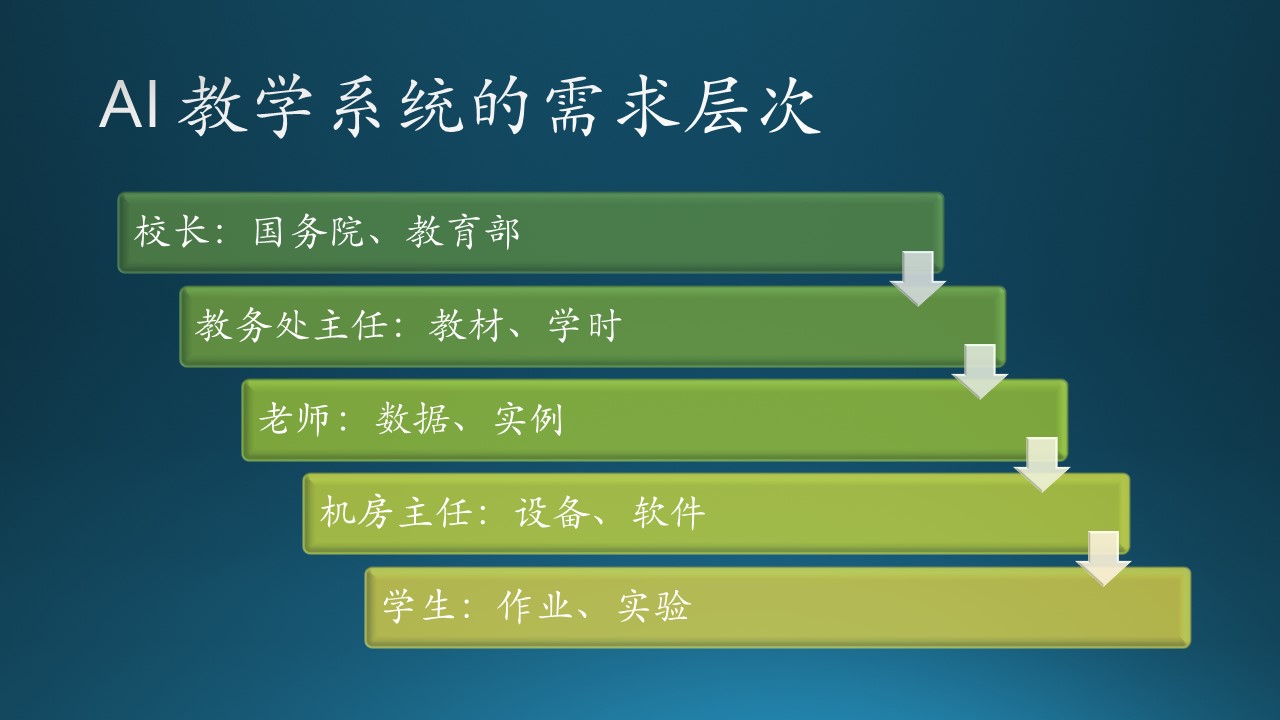 AI 教学系统的需求层次
校长：国务院、教育部
教务处主任：教材、学时
老师：数据、实例
机房主任：设备、软件
学生：作业、实验